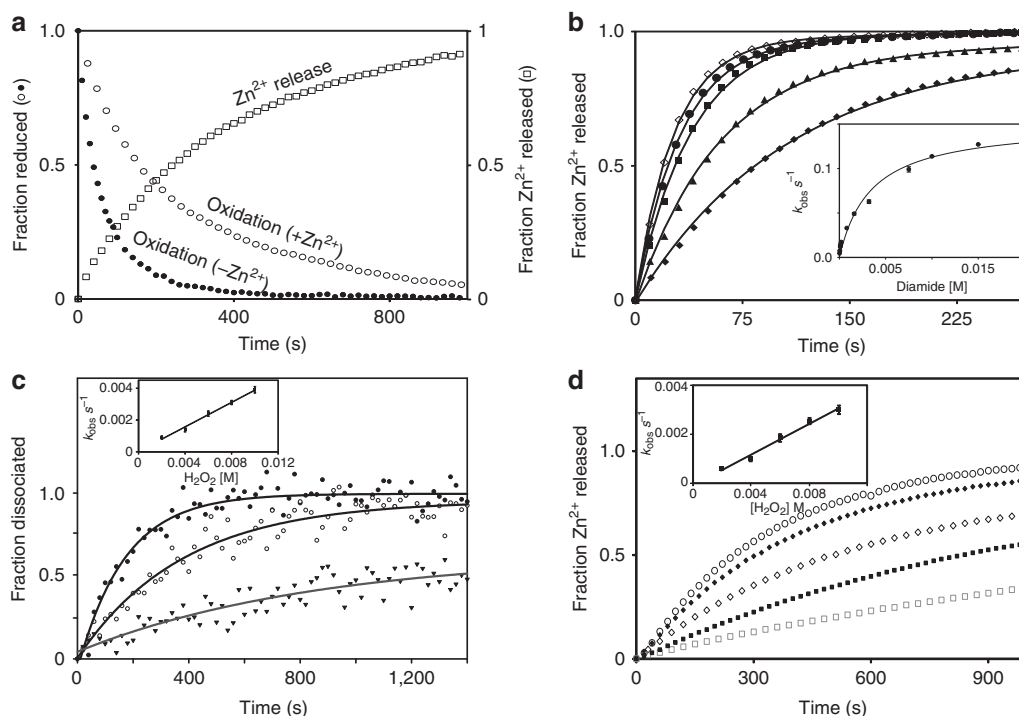 a
1.0
0.5
0
Fraction reduced (○●)
Zn²⁺ release
Oxidation (+Zn²⁺)
Oxidation (−Zn²⁺)
1
0.5
0
Fraction Zn²⁺ released (□)
0
400
800
Time (s)
b
1.0
0.5
0
Fraction Zn²⁺ released
0
75
150
225
Time (s)
0.1
0.0
k_obs s⁻¹
0.005
0.015
Diamide [M]
c
1.0
0.75
0.5
0.25
0
Fraction dissociated
0
400
800
1,200
Time (s)
0.004
0.002
k_obs s⁻¹
0.004
0.008
0.012
H₂O₂ [M]
d
1.0
0.5
0
Fraction Zn²⁺ released
0
300
600
900
Time (s)
0.004
0.002
0
k_obs s⁻¹
0.004
0.008
[H₂O₂] M